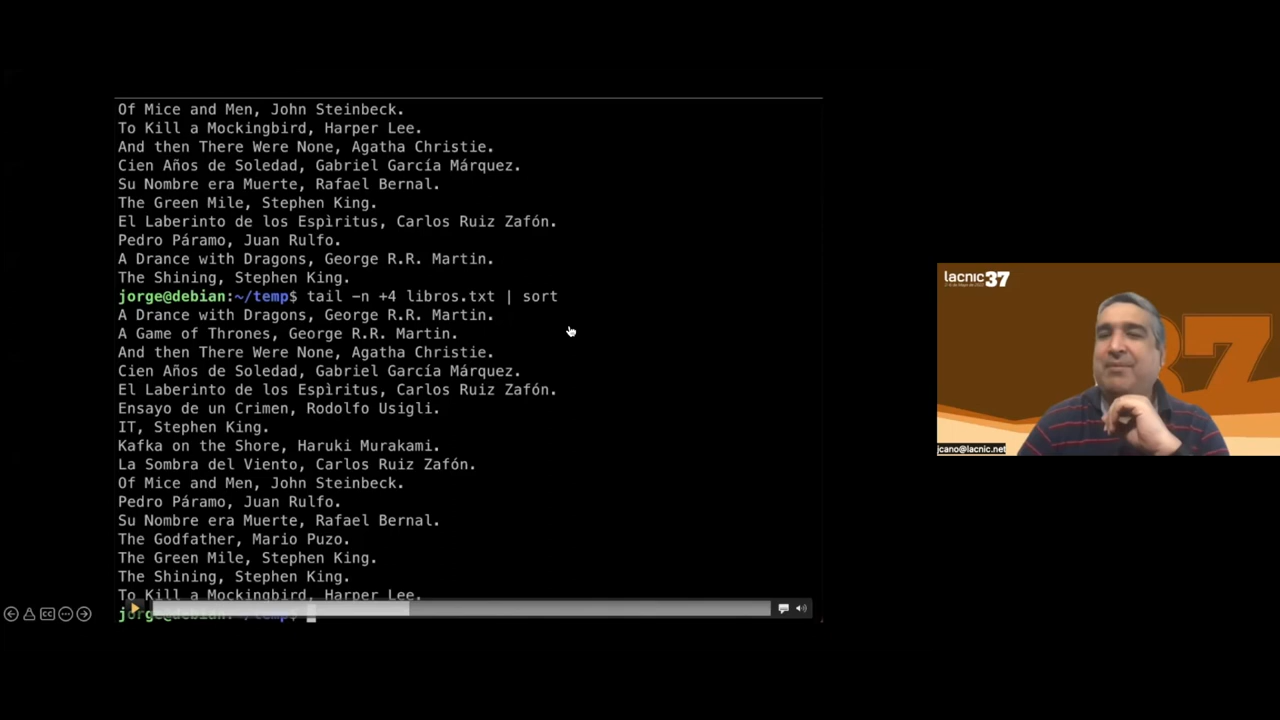 Of Mice and Men, John Steinbeck.
To Kill a Mockingbird, Harper Lee.
And then There Were None, Agatha Christie.
Cien Años de Soledad, Gabriel García Márquez.
Su Nombre era Muerte, Rafael Bernal.
The Green Mile, Stephen King.
El Laberinto de los Espìritus, Carlos Ruiz Zafón.
Pedro Páramo, Juan Rulfo.
A Drance with Dragons, George R.R. Martin.
The Shining, Stephen King.
jorge@debian:~/temp$ tail -n +4 libros.txt | sort
A Drance with Dragons, George R.R. Martin.
A Game of Thrones, George R.R. Martin.
And then There Were None, Agatha Christie.
Cien Años de Soledad, Gabriel García Márquez.
El Laberinto de los Espìritus, Carlos Ruiz Zafón.
Ensayo de un Crimen, Rodolfo Usigli.
IT, Stephen King.
Kafka on the Shore, Haruki Murakami.
La Sombra del Viento, Carlos Ruiz Zafón.
Of Mice and Men, John Steinbeck.
Pedro Páramo, Juan Rulfo.
Su Nombre era Muerte, Rafael Bernal.
The Godfather, Mario Puzo.
The Green Mile, Stephen King.
The Shining, Stephen King.
To Kill a Mockingbird, Harper Lee.
jorge@debian:~/temp$
CC
lacnic 37
37
jcano@lacnic.net